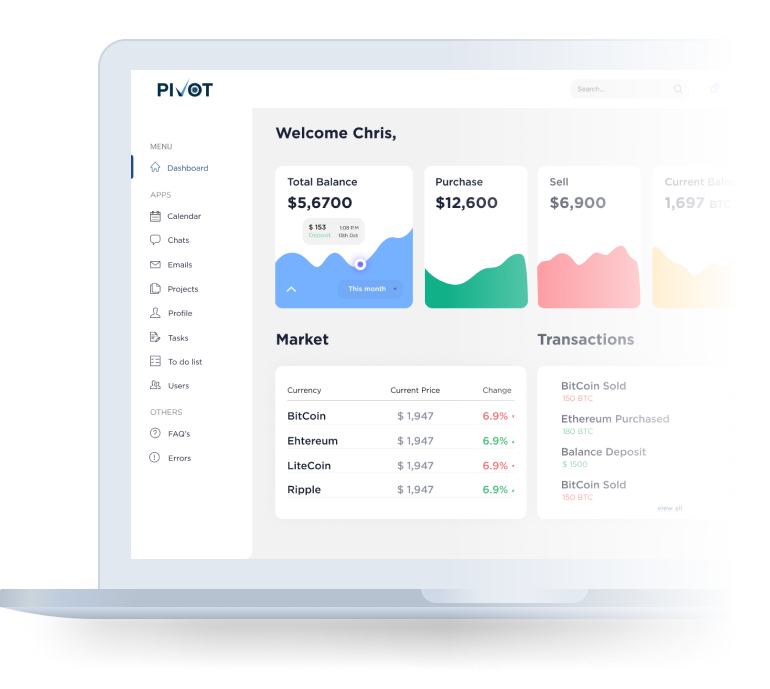 PIVOT
Search...
MENU
Dashboard
APPS
Calendar
Chats
Emails
Projects
Profile
Tasks
To do list
Users
OTHERS
FAQ's
Errors
Welcome Chris,
Total Balance
$5,6700
$ 153 1:08 P.M
Deposit 13th Oct
This month
Purchase
$12,600
Sell
$6,900
Current Balan
1,697 BTC
Market
Currency Current Price Change
BitCoin $ 1,947 6.9%
Ehtereum $ 1,947 6.9%
LiteCoin $ 1,947 6.9%
Ripple $ 1,947 6.9%
Transactions
BitCoin Sold
150 BTC
Ethereum Purchased
180 BTC
Balance Deposit
$ 1500
BitCoin Sold
150 BTC
view all